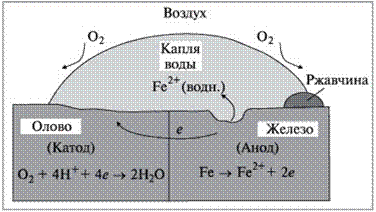 Воздух
O₂
O₂
Капля
воды
Fe²⁺(водн.)
Ржавчина
Олово
e
Железо
(Катод)
(Анод)
O₂ + 4H⁺ + 4e → 2H₂O
Fe → Fe²⁺ + 2e